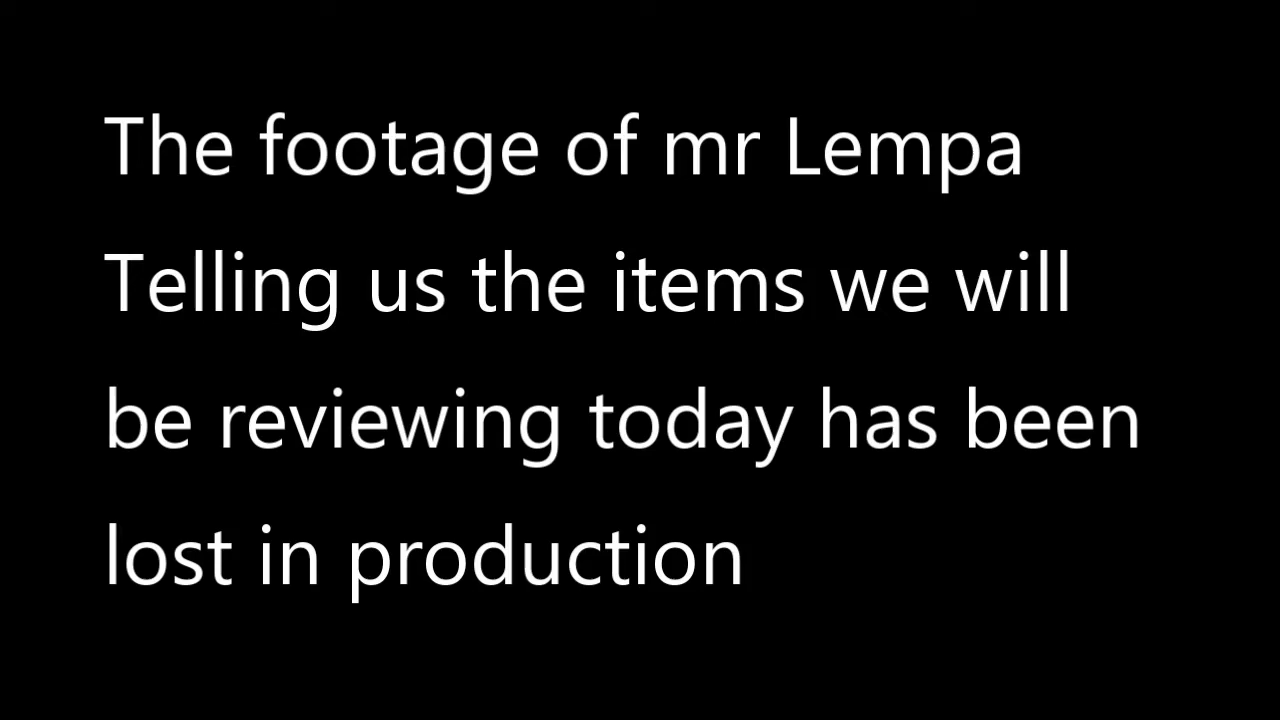 The footage of mr Lempa
Telling us the items we will
be reviewing today has been
lost in production